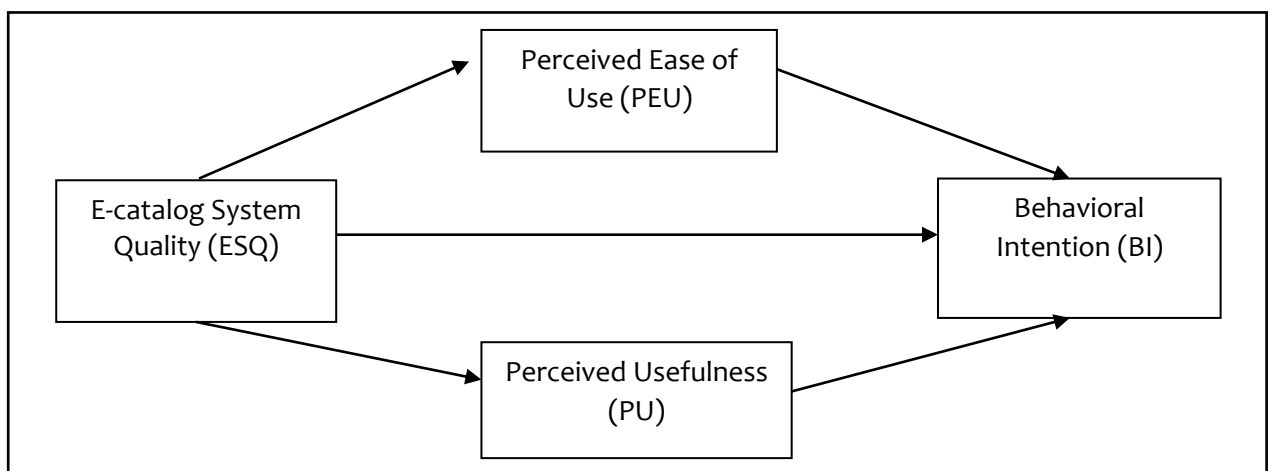 Perceived Ease of
Use (PEU)
E-catalog System
Quality (ESQ)
Behavioral
Intention (BI)
Perceived Usefulness
(PU)